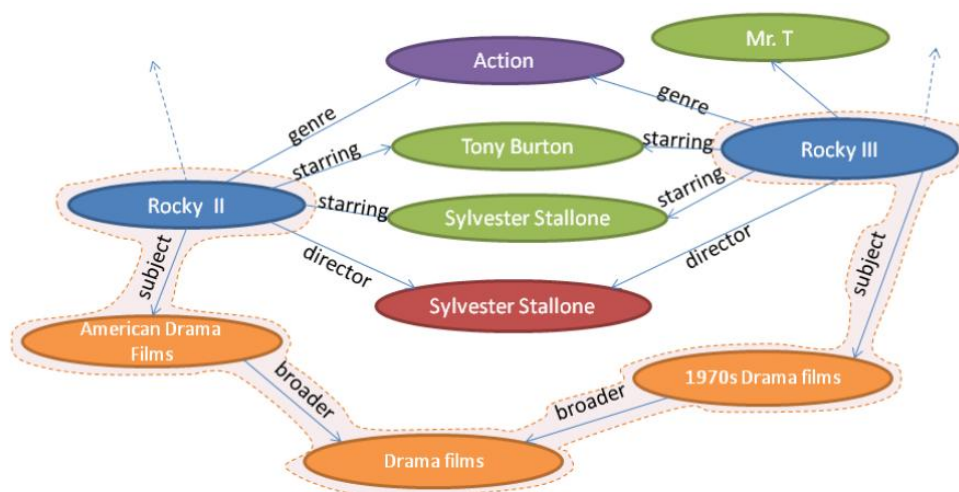 Mr. T
Action
genre
genre
starring
Tony Burton
starring
Rocky III
Rocky II
starring
Sylvester Stallone
starring
director
director
subject
subject
Sylvester Stallone
American Drama
Films
broader
broader
1970s Drama films
Drama films